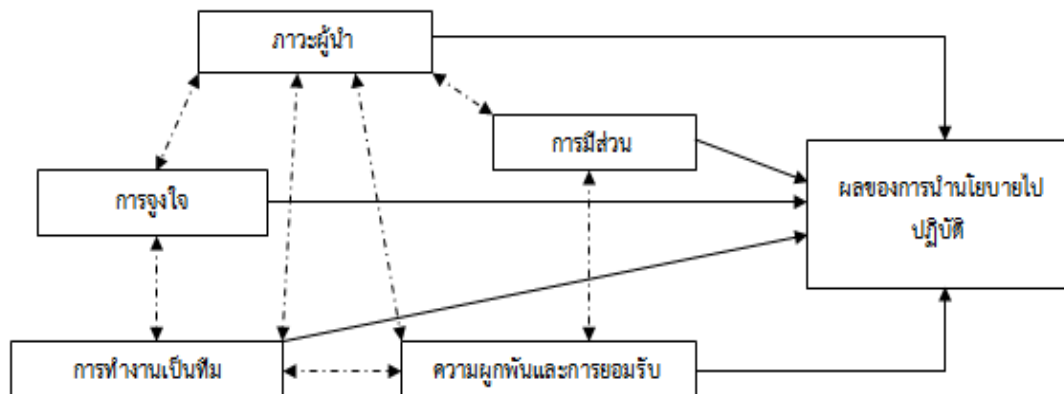 ภาวะผู้นำ
การมีส่วน
การจูงใจ
ผลของการนำนโยบายไป
ปฏิบัติ
การทำงานเป็นทีม
ความผูกพันและการยอมรับ